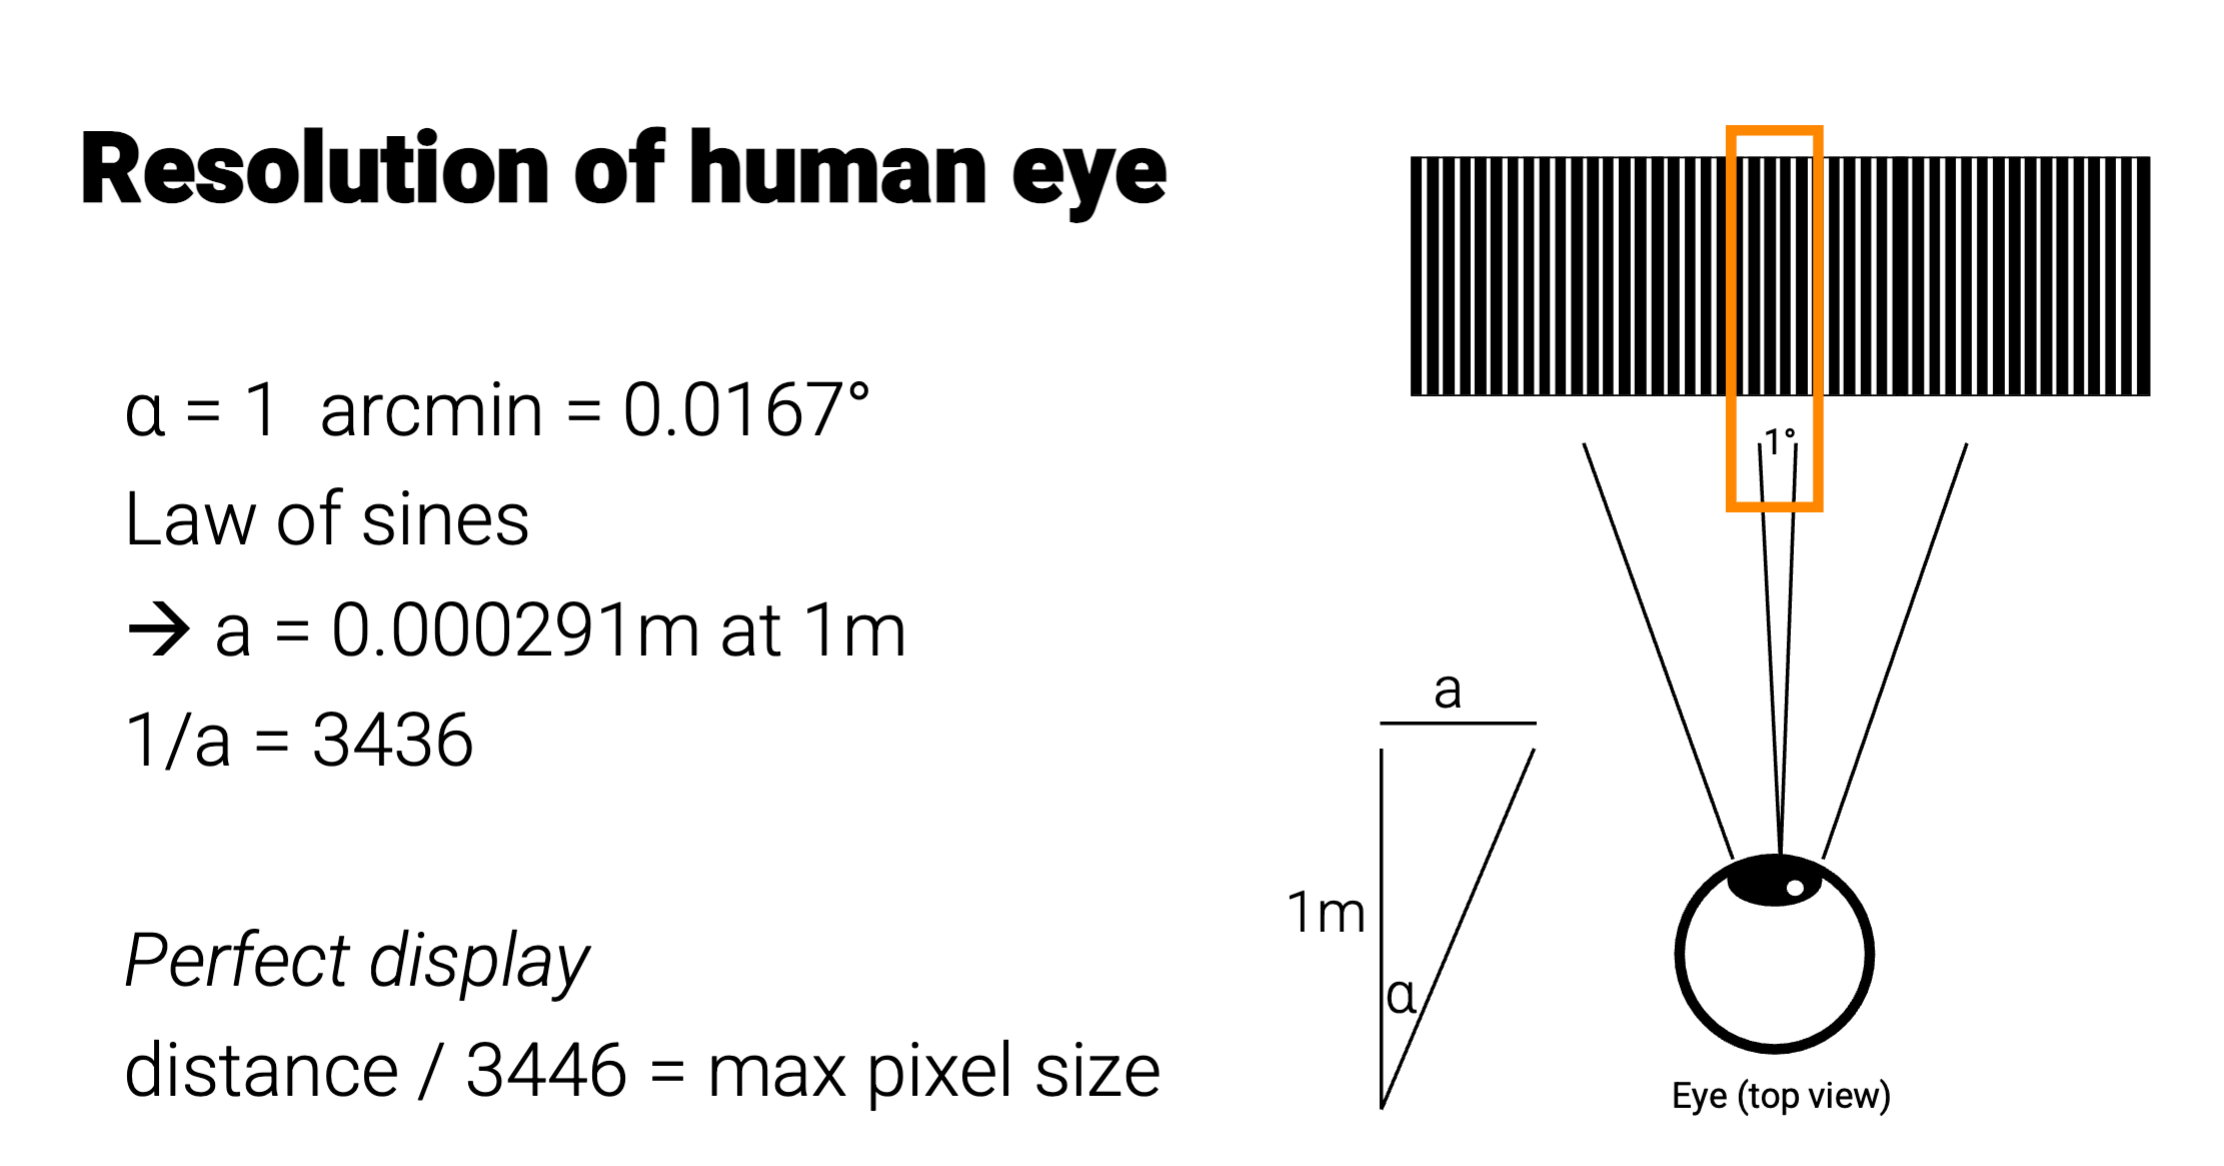 Resolution of human eye
α = 1 arcmin = 0.0167°
Law of sines
→ a = 0.000291m at 1m
1/a = 3436
Perfect display
distance / 3446 = max pixel size
1°
a
1m
α
Eye (top view)